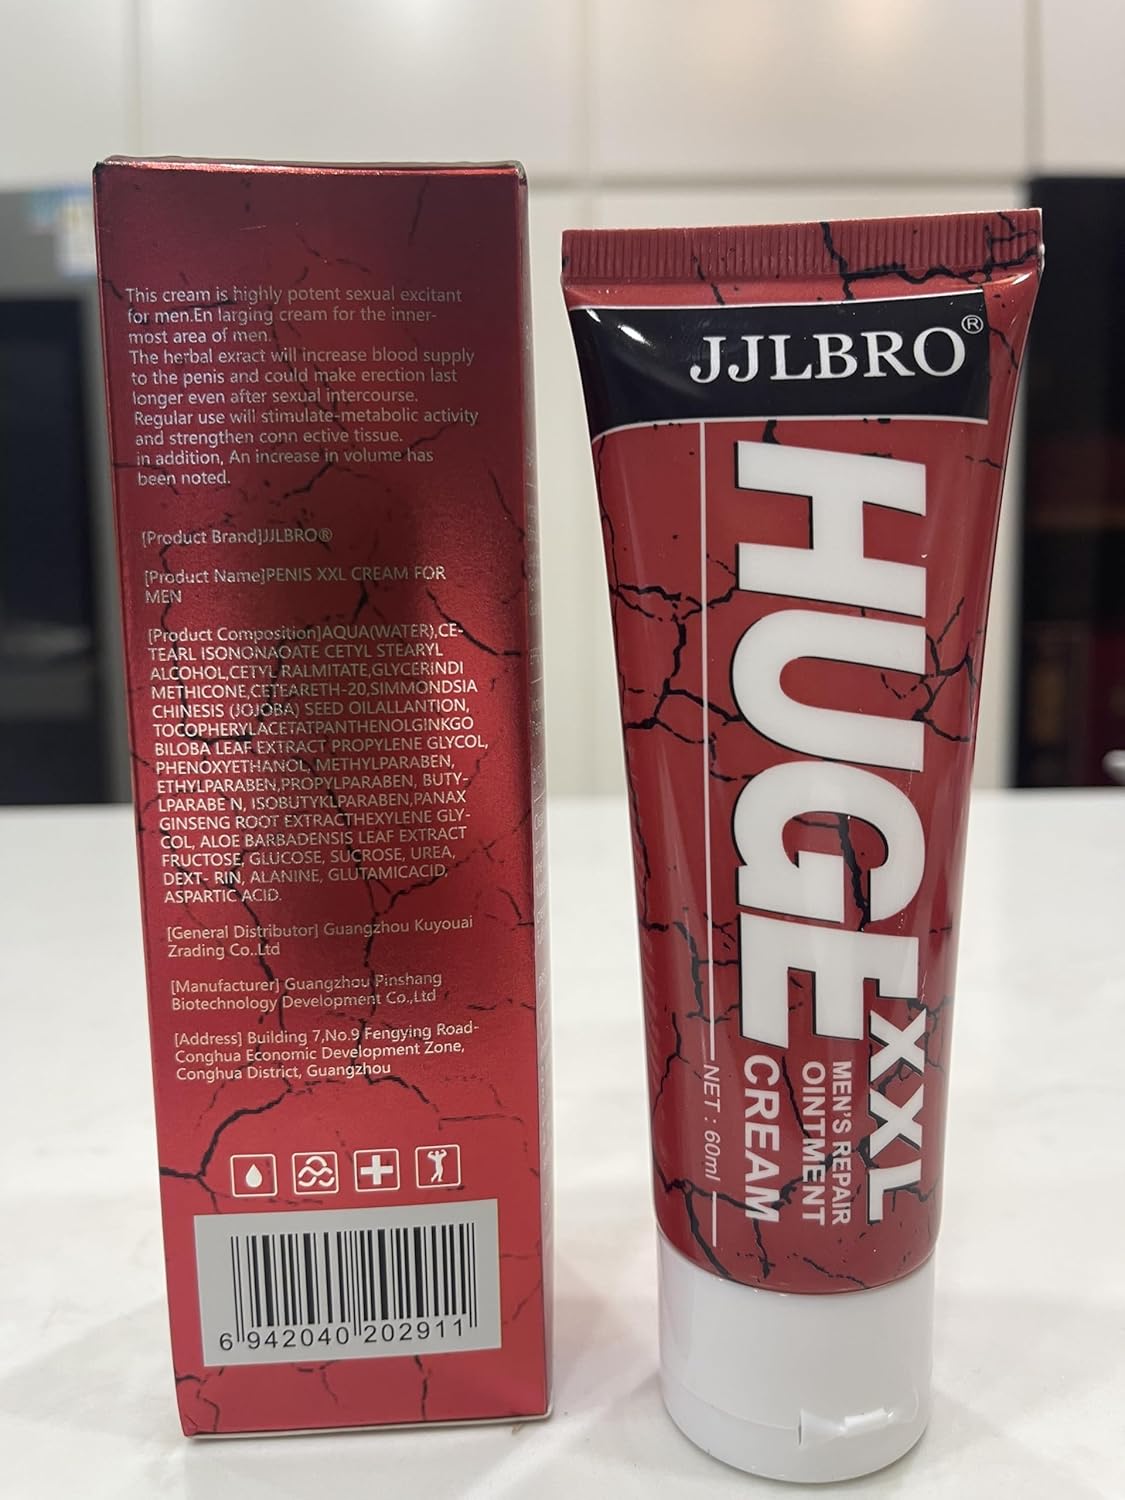 This cream is highly potent sexual excitant
for men.En larging cream for the inner-
most area of men.
The herbal exract will increase blood supply
to the penis and could make erection last
longer even after sexual intercourse.
Regular use will stimulate-metabolic activity
and strengthen conn ective tissue.
in addition, An increase in volume has
been noted.
[Product Brand]JJLBRO®
[Product Name]PENIS XXL CREAM FOR
MEN
[Product Composition]AQUA(WATER),CE-
TEARL ISONONAOATE CETYL STEARYL
ALCOHOL,CETYL RALMITATE,GLYCERINDI
METHICONE,CETEARETH-20,SIMMONDSIA
CHINESIS (JOJOBA) SEED OILALLANTION,
TOCOPHERYLACETATPANTHENOLGINKGO
BILOBA LEAF EXTRACT PROPYLENE GLYCOL,
PHENOXYETHANOL, METHYLPARABEN,
ETHYLPARABEN,PROPYLPARABEN, BUTY-
LPARABE N, ISOBUTYKLPARABEN,PANAX
GINSENG ROOT EXTRACTHEXYLENE GLY-
COL, ALOE BARBADENSIS LEAF EXTRACT
FRUCTOSE, GLUCOSE, SUCROSE, UREA,
DEXT- RIN, ALANINE, GLUTAMICACID,
ASPARTIC ACID.
[General Distributor] Guangzhou Kuyouai
Zrading Co..Ltd
[Manufacturer] Guangzhou Pinshang
Biotechnology Development Co.,Ltd
[Address] Building 7,No.9 Fengying Road-
Conghua Economic Development Zone,
Conghua District, Guangzhou
6 942040 202911
JJLBRO®
HUGE XXL
CREAM
MEN'S REPAIR
OINTMENT
NET : 60ml